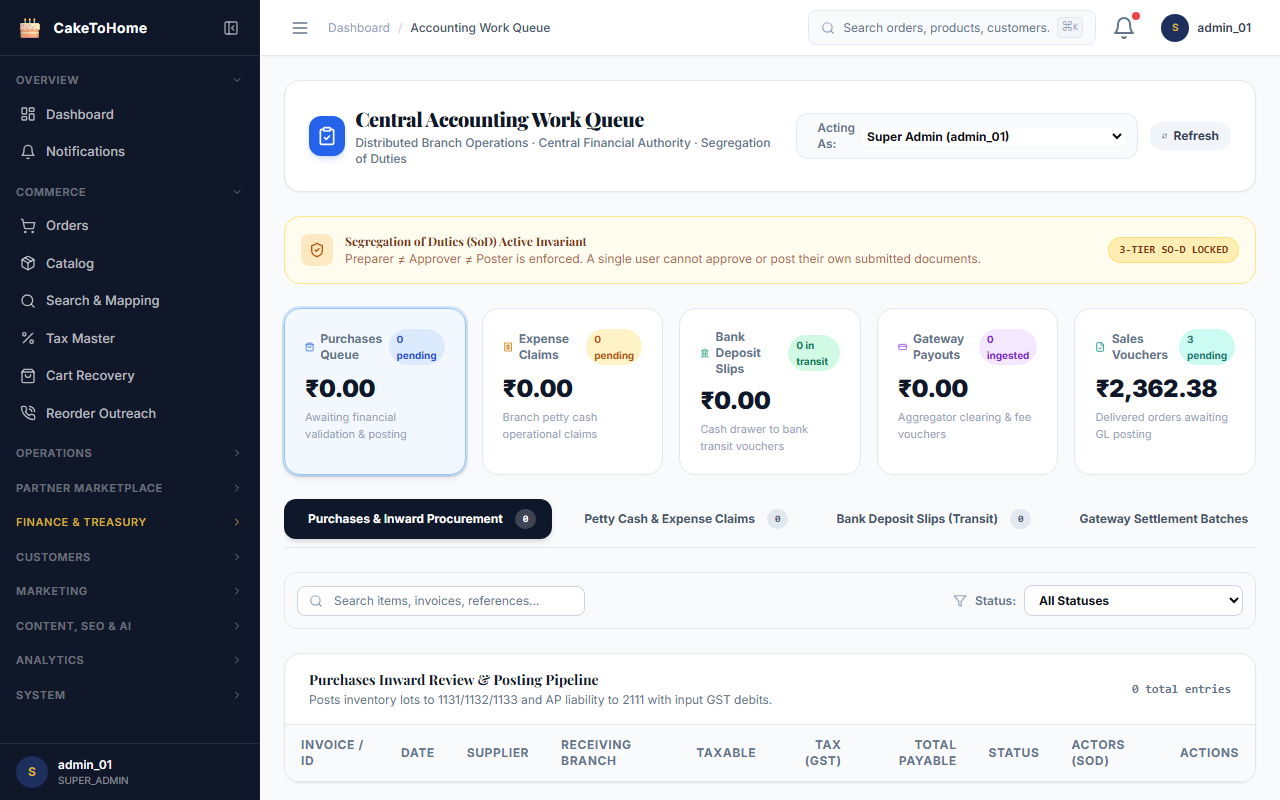 CakeToHome
OVERVIEW
Dashboard
Notifications
COMMERCE
Orders
Catalog
Search & Mapping
Tax Master
Cart Recovery
Reorder Outreach
OPERATIONS
PARTNER MARKETPLACE
FINANCE & TREASURY
CUSTOMERS
MARKETING
CONTENT, SEO & AI
ANALYTICS
SYSTEM
S
admin_01
SUPER_ADMIN
Dashboard / Accounting Work Queue
Search orders, products, customers.
⌘K
S
admin_01
Central Accounting Work Queue
Distributed Branch Operations · Central Financial Authority · Segregation
of Duties
Acting
As:
Super Admin (admin_01)
Refresh
Segregation of Duties (SoD) Active Invariant
Preparer ≠ Approver ≠ Poster is enforced. A single user cannot approve or post their own submitted documents.
3-TIER SO-D LOCKED
Purchases
Queue
0
pending
₹0.00
Awaiting financial
validation & posting
Expense
Claims
0
pending
₹0.00
Branch petty cash
operational claims
Bank
Deposit
Slips
0 in
transit
₹0.00
Cash drawer to bank
transit vouchers
Gateway
Payouts
0
ingested
₹0.00
Aggregator clearing & fee
vouchers
Sales
Vouchers
3
pending
₹2,362.38
Delivered orders awaiting
GL posting
Purchases & Inward Procurement 0
Petty Cash & Expense Claims 0
Bank Deposit Slips (Transit) 0
Gateway Settlement Batches
Search items, invoices, references...
Status:
All Statuses
Purchases Inward Review & Posting Pipeline
Posts inventory lots to 1131/1132/1133 and AP liability to 2111 with input GST debits.
0 total entries
INVOICE /
ID
DATE
SUPPLIER
RECEIVING
BRANCH
TAXABLE
TAX
(GST)
TOTAL
PAYABLE
STATUS
ACTORS
(SOD)
ACTIONS